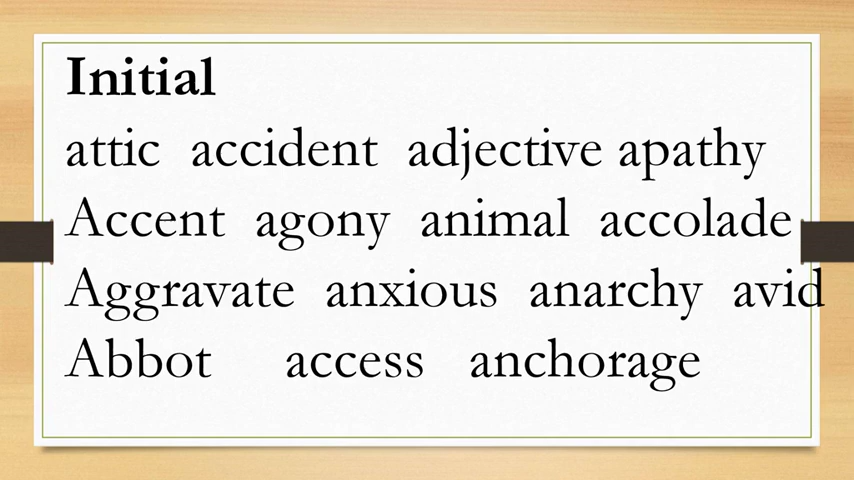 Initial
attic accident adjective apathy
Accent agony animal accolade
Aggravate anxious anarchy avid
Abbot access anchorage